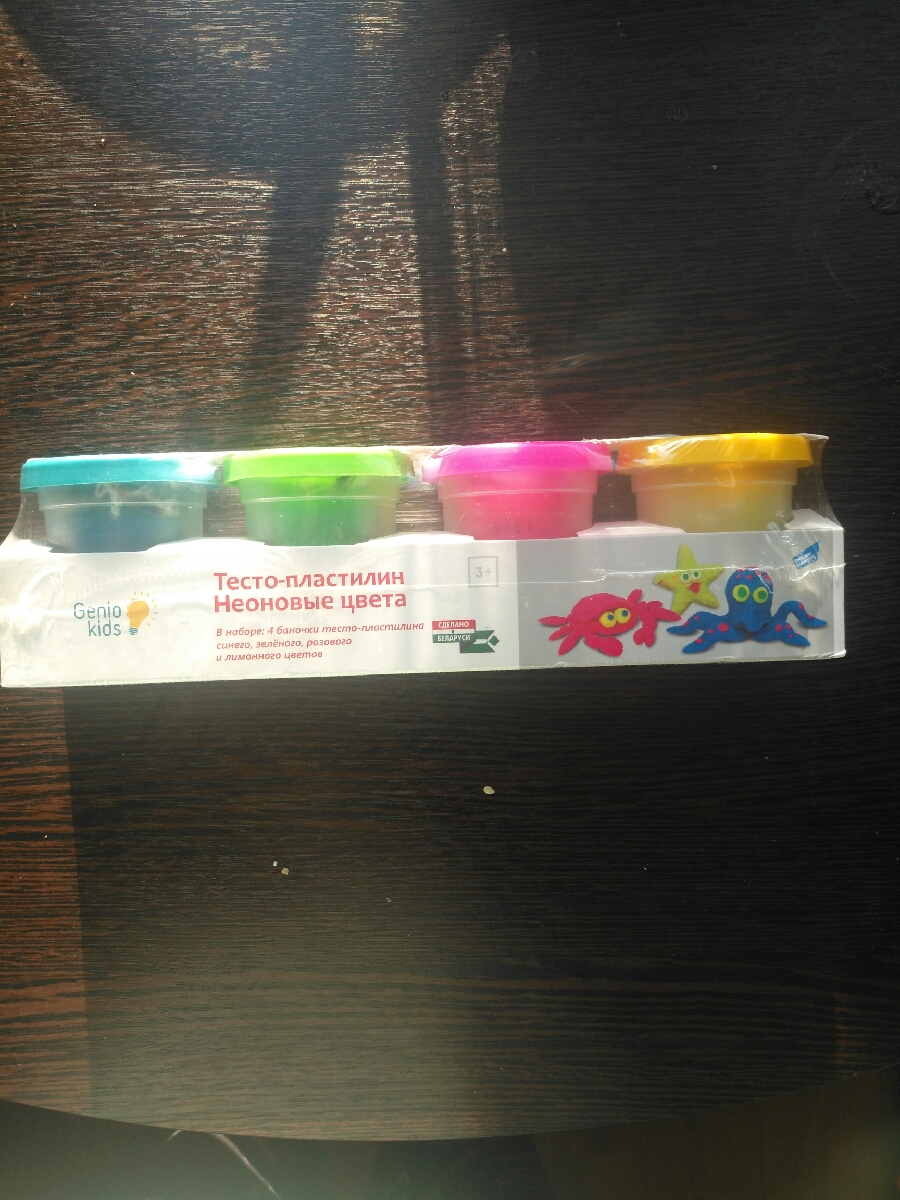 Genio
kids
Тесто-пластилин
Неоновые цвета
В наборе: 4 баночки тесто-пластилина
синего, зелёного, розового
и лимонного цветов
3+
СДЕЛАНО
В БЕЛАРУСИ